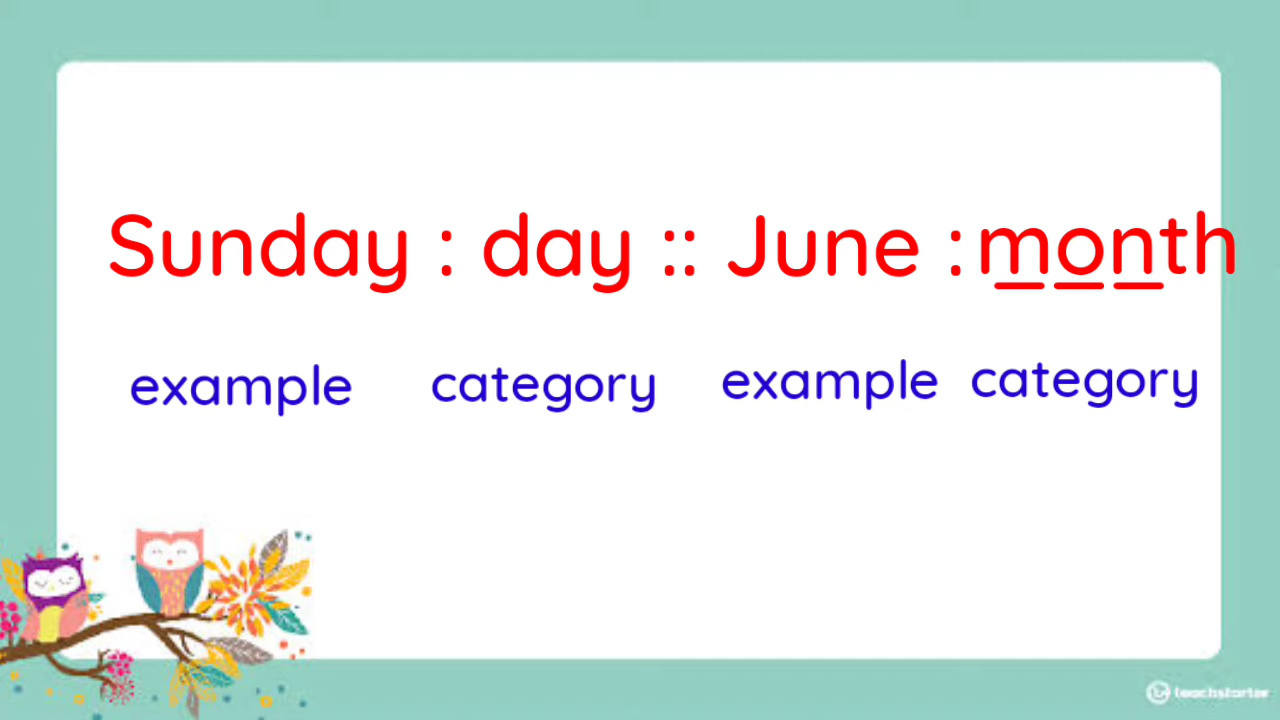 Sunday : day :: June : month
example category example category
teachstarter